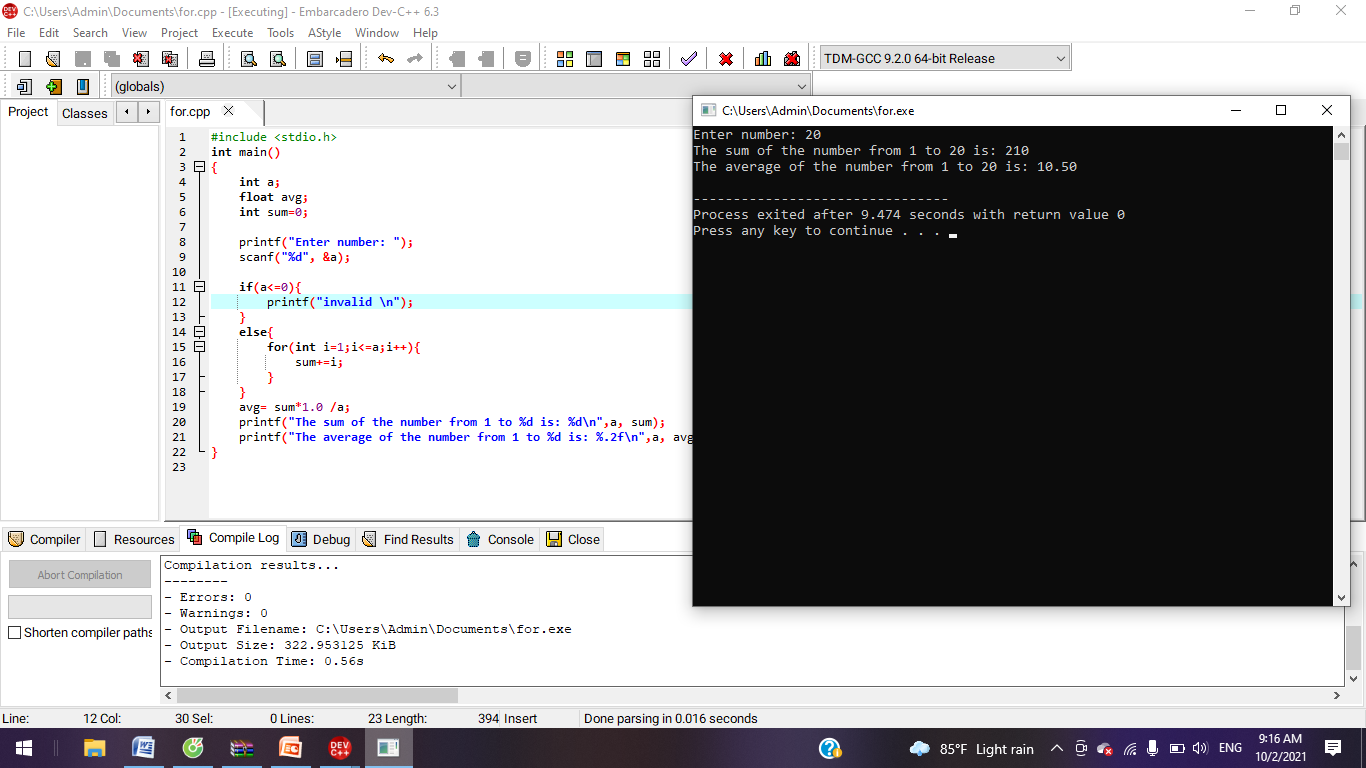 C:\Users\Admin\Documents\for.cpp - [Executing] - Embarcadero Dev-C++ 6.3
File Edit Search View Project Execute Tools AStyle Window Help
TDM-GCC 9.2.0 64-bit Release
(globals)
Project Classes
for.cpp
1 #include <stdio.h>
2 int main()
3 {
4 int a;
5 float avg;
6 int sum=0;
7
8 printf("Enter number: ");
9 scanf("%d", &a);
10
11 if(a<=0){
12 printf("invalid \n");
13 }
14 else{
15 for(int i=1;i<=a;i++){
16 sum+=i;
17 }
18 }
19 avg= sum*1.0 /a;
20 printf("The sum of the number from 1 to %d is: %d\n",a, sum);
21 printf("The average of the number from 1 to %d is: %.2f\n",a, avg
22 }
23
C:\Users\Admin\Documents\for.exe
Enter number: 20
The sum of the number from 1 to 20 is: 210
The average of the number from 1 to 20 is: 10.50
--------------------------------
Process exited after 9.474 seconds with return value 0
Press any key to continue . . .
Compiler Resources Compile Log Debug Find Results Console Close
Abort Compilation
Shorten compiler paths
Compilation results...
--------
- Errors: 0
- Warnings: 0
- Output Filename: C:\Users\Admin\Documents\for.exe
- Output Size: 322.953125 KiB
- Compilation Time: 0.56s
Line: 12 Col: 30 Sel: 0 Lines: 23 Length: 394 Insert Done parsing in 0.016 seconds
DEV C++
85°F Light rain ENG 9:16 AM
10/2/2021